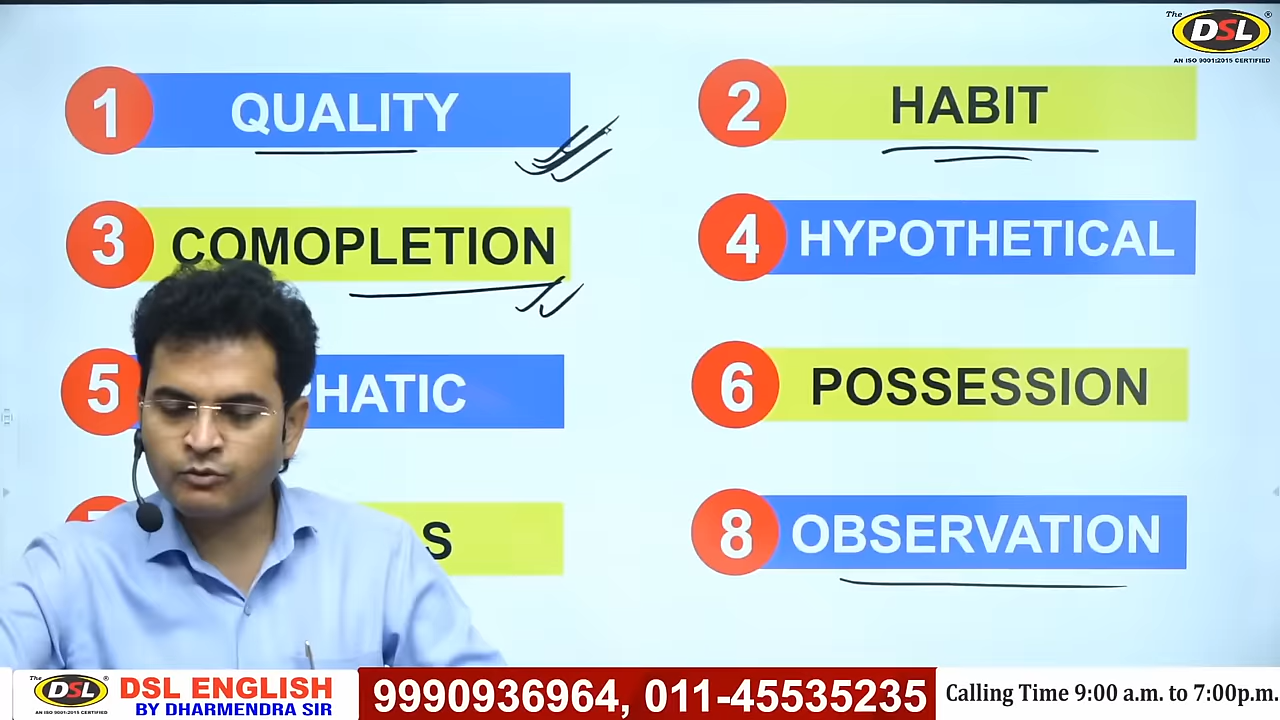 The DSL ®
AN ISO 9001:2015 CERTIFIED
1 QUALITY
2 HABIT
3 COMOPLETION
4 HYPOTHETICAL
5 PHATIC
6 POSSESSION
S
8 OBSERVATION
The DSL ®
AN ISO 9001:2015 CERTIFIED
DSL ENGLISH
BY DHARMENDRA SIR
9990936964, 011-45535235
Calling Time 9:00 a.m. to 7:00p.m.